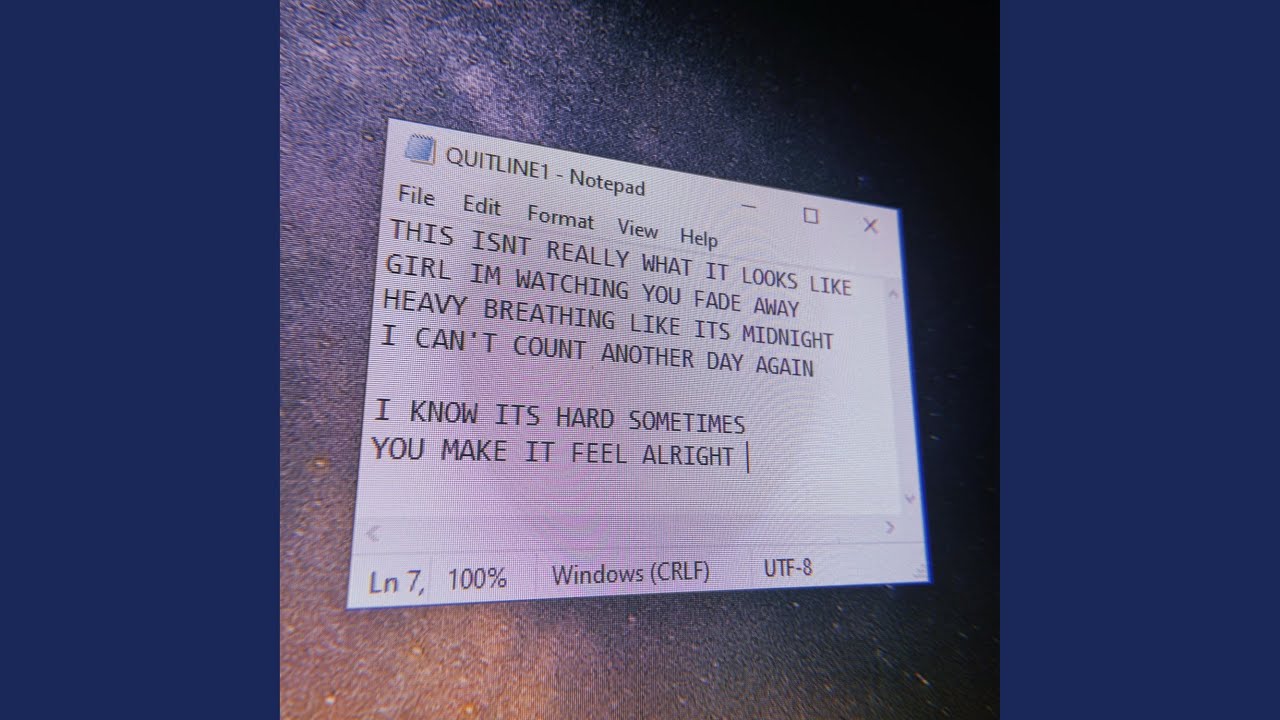 QUITLINE1 - Notepad
File Edit Format View Help
THIS ISNT REALLY WHAT IT LOOKS LIKE
GIRL IM WATCHING YOU FADE AWAY
HEAVY BREATHING LIKE ITS MIDNIGHT
I CAN'T COUNT ANOTHER DAY AGAIN
I KNOW ITS HARD SOMETIMES
YOU MAKE IT FEEL ALRIGHT
Ln 7, 100% Windows (CRLF) UTF-8